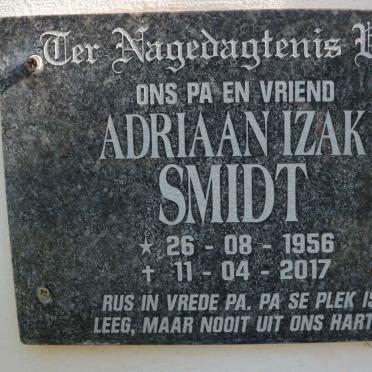 Ter Nagedagtenis V
ONS PA EN VRIEND
ADRIAAN IZAK
SMIDT
★ 26 - 08 - 1956
✝ 11 - 04 - 2017
RUS IN VREDE PA. PA SE PLEK IS
LEEG, MAAR NOOIT UIT ONS HART